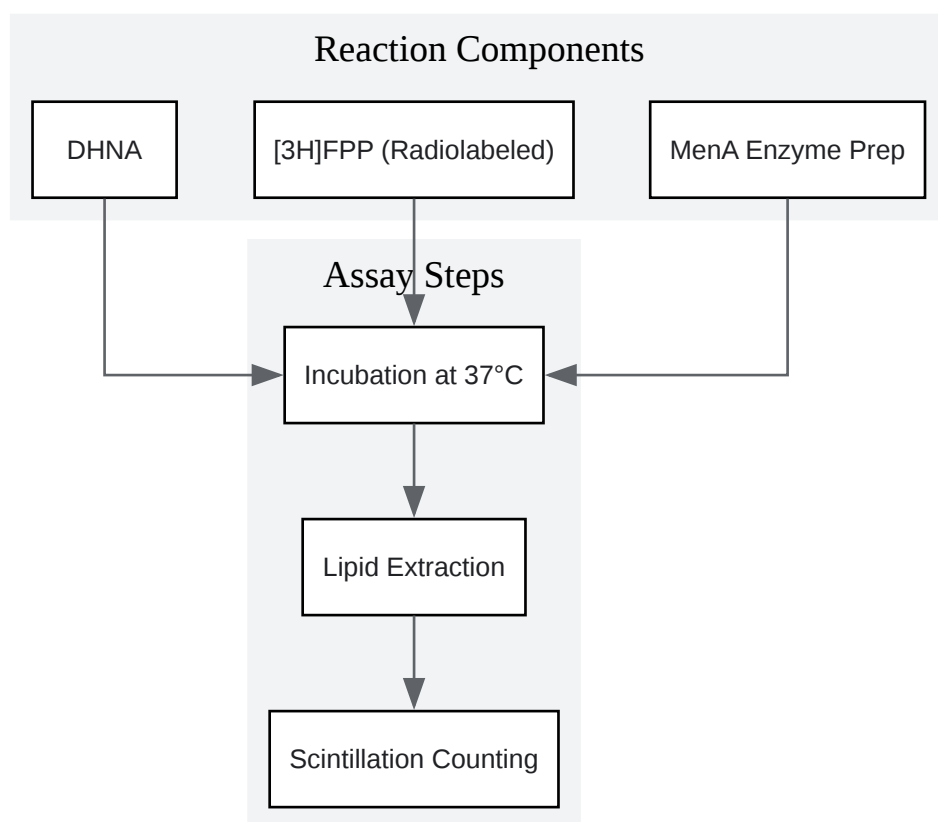 Reaction Components
DHNA
[3H]FPP (Radiolabeled)
MenA Enzyme Prep
Assay Steps
Incubation at 37°C
Lipid Extraction
Scintillation Counting